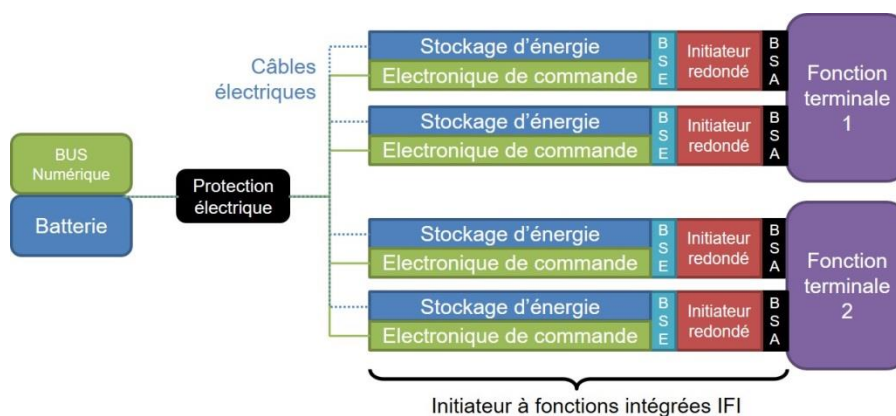 Câbles
électriques
BUS
Numérique
Batterie
Protection
électrique
Stockage d'énergie
Electronique de commande
B
S
E
Initiateur
redondé
B
S
A
Stockage d'énergie
Electronique de commande
B
S
E
Initiateur
redondé
B
S
A
Fonction
terminale
1
Stockage d'énergie
Electronique de commande
B
S
E
Initiateur
redondé
B
S
A
Stockage d'énergie
Electronique de commande
B
S
E
Initiateur
redondé
B
S
A
Fonction
terminale
2
Initiateur à fonctions intégrées IFI